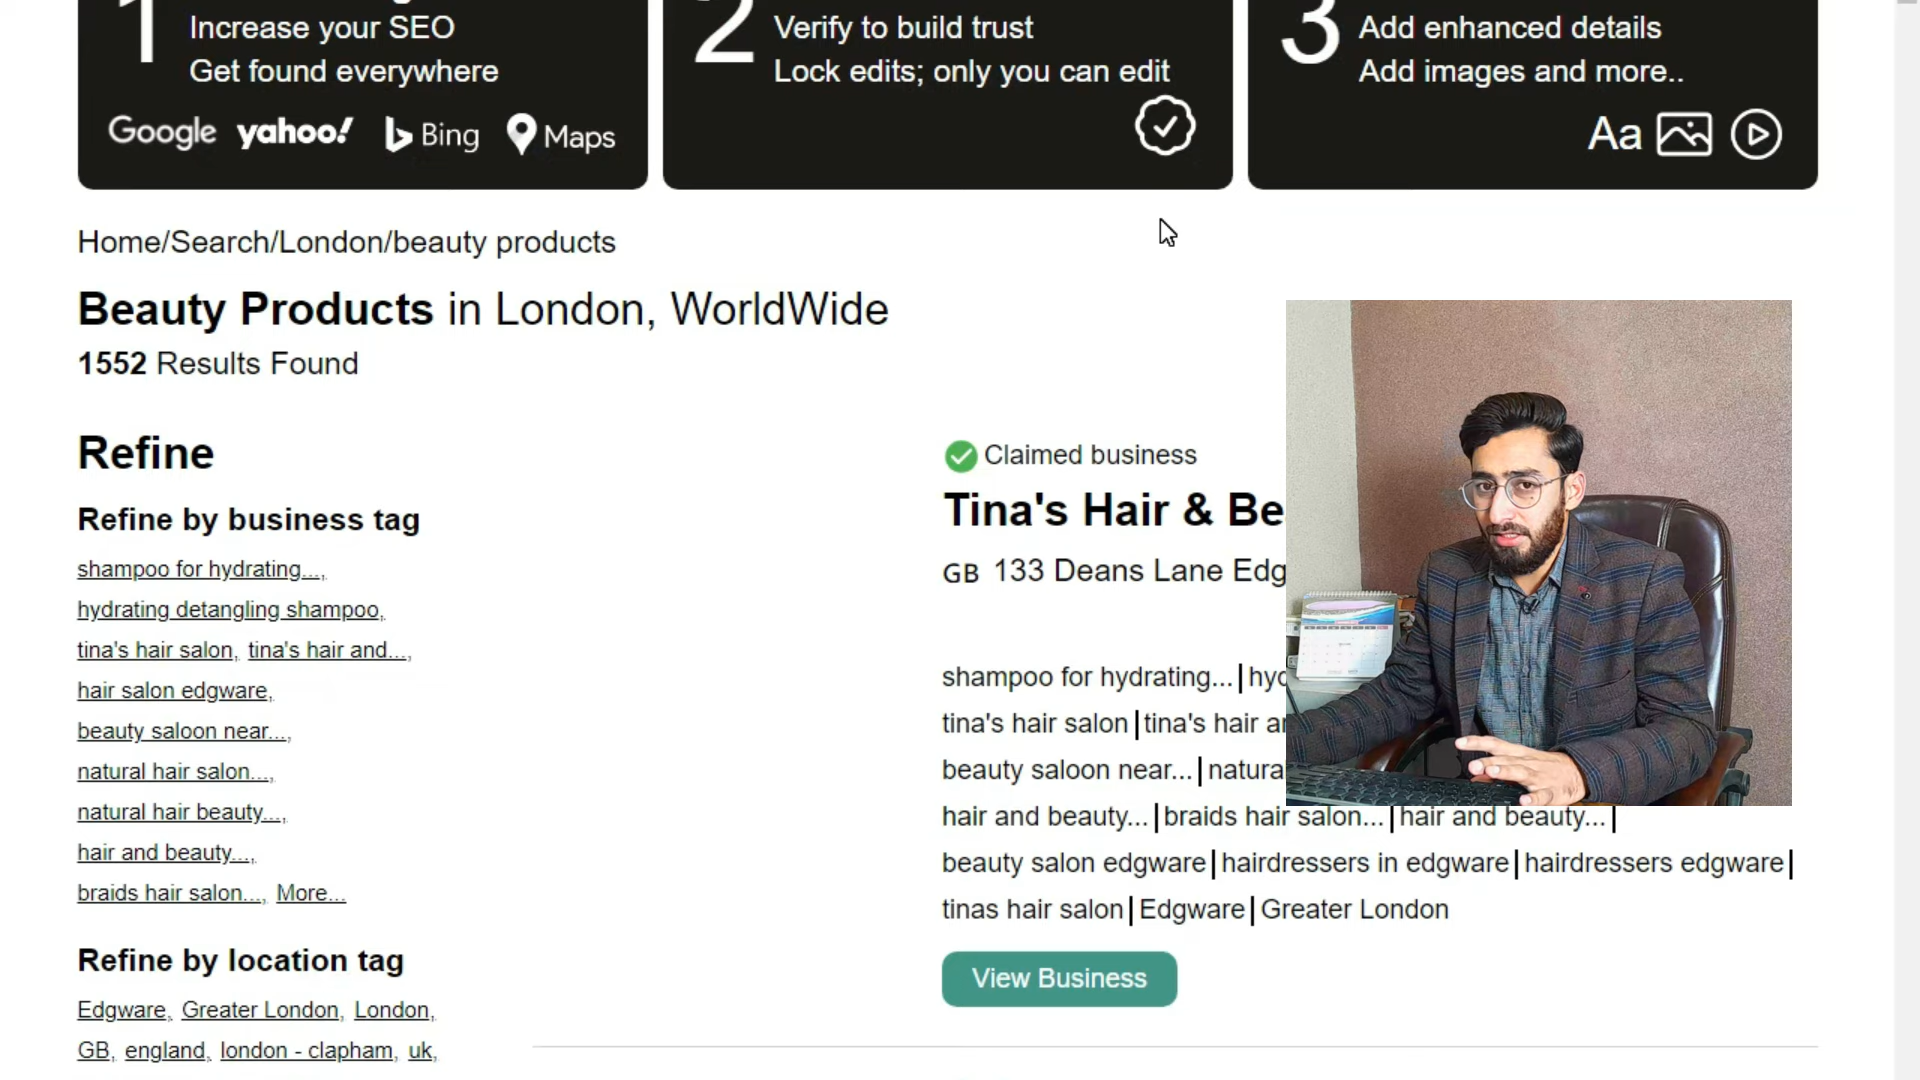 1
Increase your SEO
Get found everywhere
Google yahoo! Bing Maps
2
Verify to build trust
Lock edits; only you can edit
3
Add enhanced details
Add images and more..
Aa
Home/Search/London/beauty products
Beauty Products in London, WorldWide
1552 Results Found
Refine
Refine by business tag
shampoo for hydrating...,
hydrating detangling shampoo,
tina's hair salon, tina's hair and...,
hair salon edgware,
beauty saloon near...,
natural hair salon...,
natural hair beauty...,
hair and beauty...,
braids hair salon..., More...
Refine by location tag
Edgware, Greater London, London,
GB, england, london - clapham, uk,
Claimed business
Tina's Hair & Be
GB 133 Deans Lane Edg
shampoo for hydrating...|hyd
tina's hair salon|tina's hair
beauty saloon near...|natura
hair and beauty...|braids hair salon...|hair and beauty...|
beauty salon edgware|hairdressers in edgware|hairdressers edgware|
tinas hair salon|Edgware|Greater London
View Business